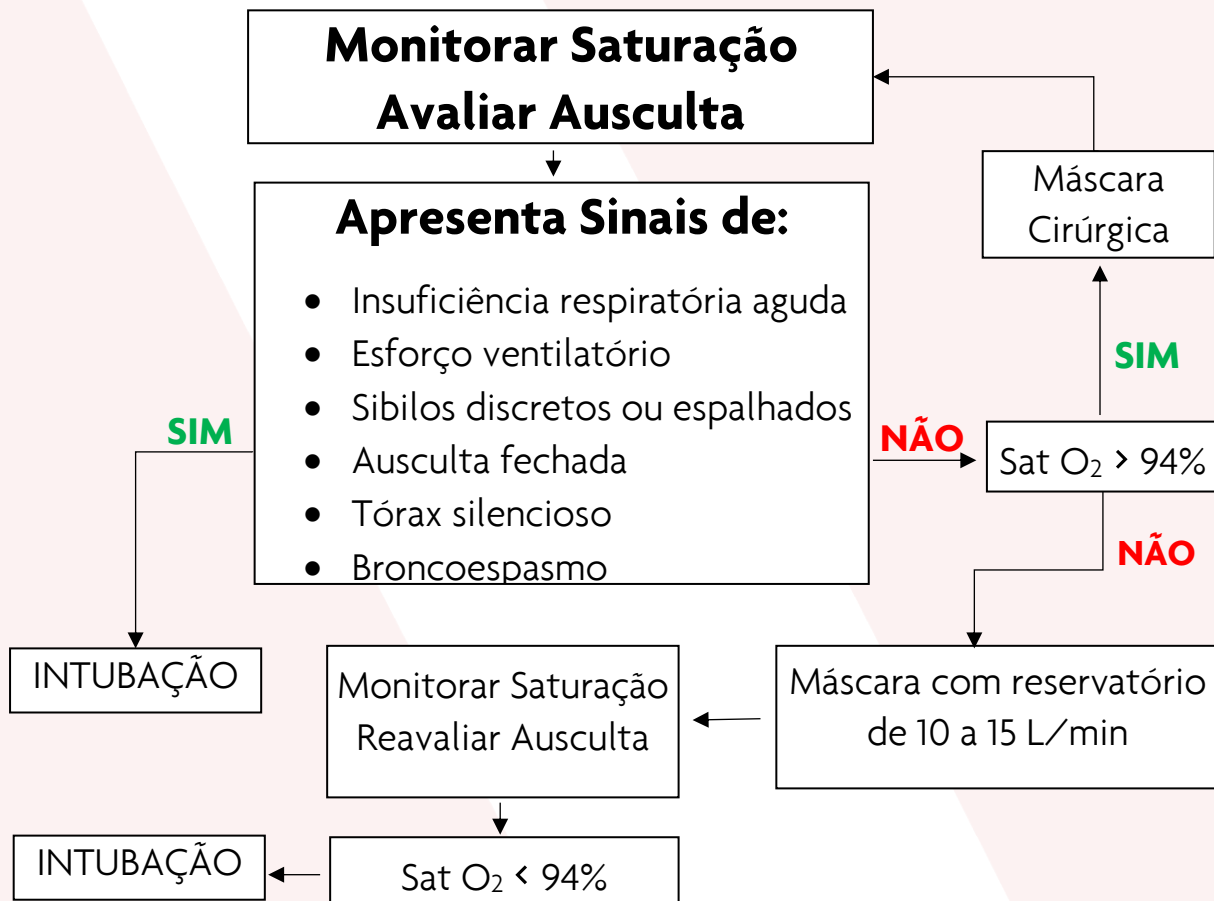 Monitorar Saturação
Avaliar Ausculta
Máscara
Cirúrgica
Apresenta Sinais de:
• Insuficiência respiratória aguda
• Esforço ventilatório
• Sibilos discretos ou espalhados
• Ausculta fechada
• Tórax silencioso
• Broncoespasmo
SIM
NÃO
SIM
Sat O₂ > 94%
NÃO
INTUBAÇÃO
Monitorar Saturação
Reavaliar Ausculta
Máscara com reservatório
de 10 a 15 L/min
INTUBAÇÃO
Sat O₂ < 94%